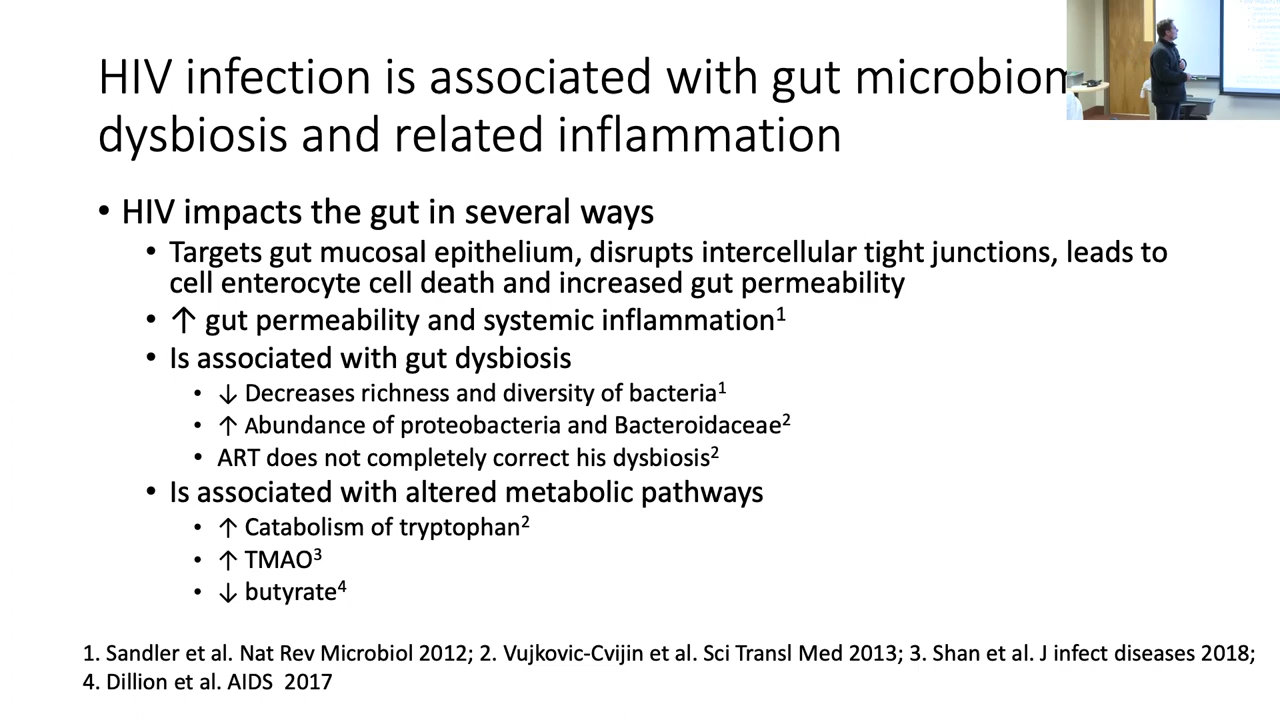 HIV infection is associated with gut microbiom
dysbiosis and related inflammation
• HIV impacts the gut in several ways
• Targets gut mucosal epithelium, disrupts intercellular tight junctions, leads to
cell enterocyte cell death and increased gut permeability
• ↑ gut permeability and systemic inflammation¹
• Is associated with gut dysbiosis
• ↓ Decreases richness and diversity of bacteria¹
• ↑ Abundance of proteobacteria and Bacteroidaceae²
• ART does not completely correct his dysbiosis²
• Is associated with altered metabolic pathways
• ↑ Catabolism of tryptophan²
• ↑ TMAO³
• ↓ butyrate⁴
1. Sandler et al. Nat Rev Microbiol 2012; 2. Vujkovic-Cvijin et al. Sci Transl Med 2013; 3. Shan et al. J infect diseases 2018;
4. Dillion et al. AIDS 2017